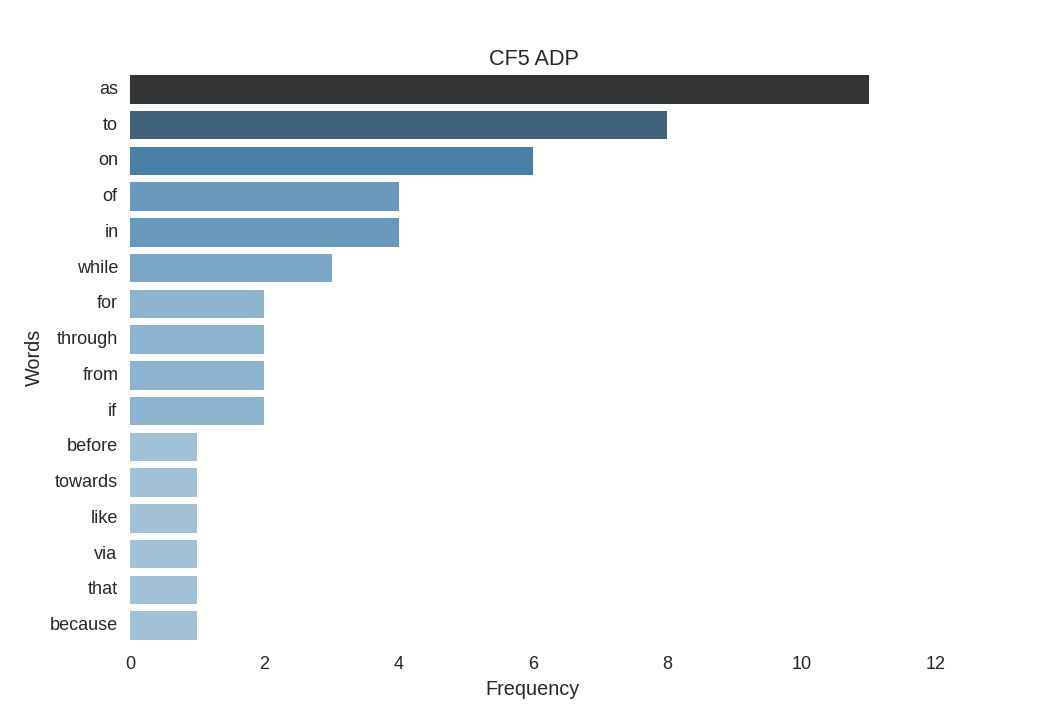 CF5 ADP
as
to
on
of
in
while
for
through
from
if
before
towards
like
via
that
because
Words
0 2 4 6 8 10 12
Frequency